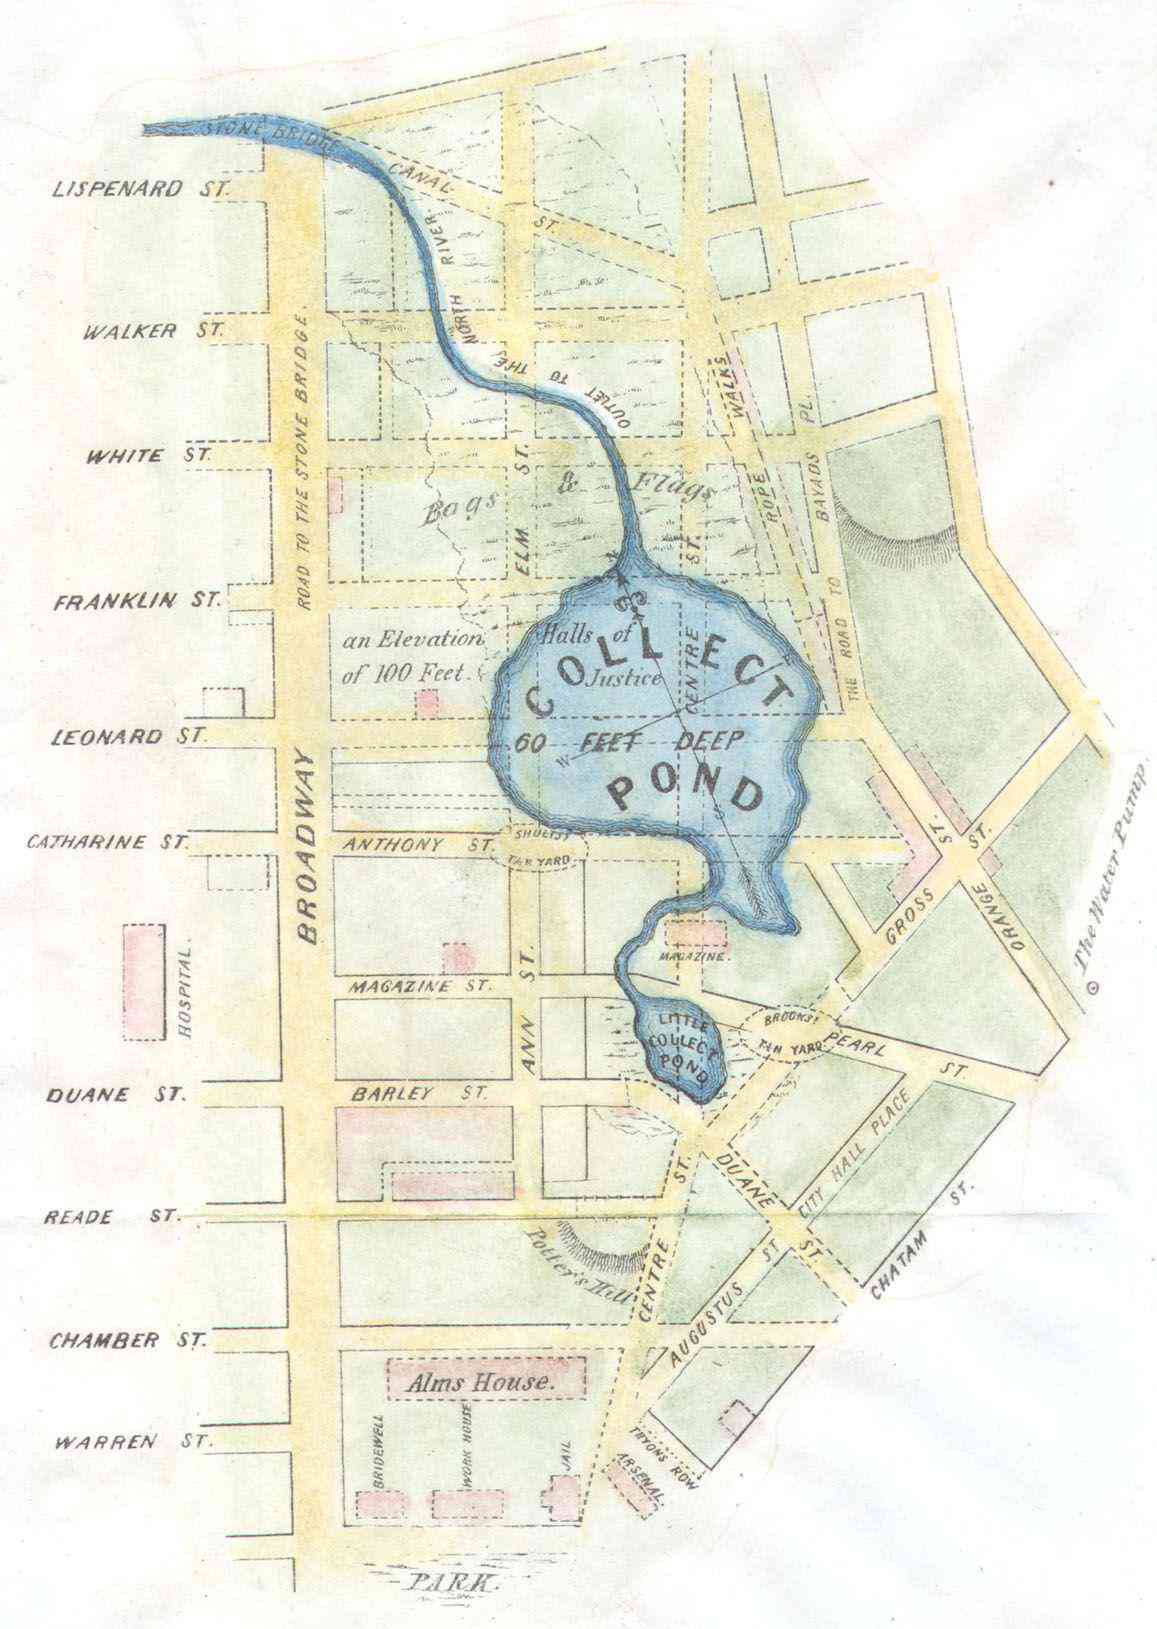 STONE BRIDGE
LISPENARD ST.
CANAL ST.
NORTH RIVER
OUTLET TO THE
WALKER ST.
WALKS
ROPE
ROAD TO THE STONE BRIDGE.
WHITE ST.
Bogs & Flags
ELM ST.
ST.
BAYADS PL.
THE ROAD TO
FRANKLIN ST.
an Elevation
of 100 Feet.
Halls of
Justice
CENTRE
COLLECT
60 FEET DEEP
POND
W
LEONARD ST.
BROADWAY
CATHARINE ST.
ANTHONY ST.
SHULTS'
TAN YARD
GROSS ST.
ORANGE ST.
The Water Pump.
HOSPITAL.
MAGAZINE.
MAGAZINE ST.
ANN ST.
LITTLE
COLLECT
POND
BROOKS'
TAN YARD
PEARL ST.
DUANE ST.
BARLEY ST.
CITY HALL PLACE
DUANE ST.
READE ST.
Potter's Hill
CENTRE ST.
AUGUSTUS ST
CHATAM ST.
CHAMBER ST.
Alms House.
WARREN ST.
BRIDEWELL
WORK HOUSE
JAIL
TRYONS ROW
ARSENAL.
PARK.